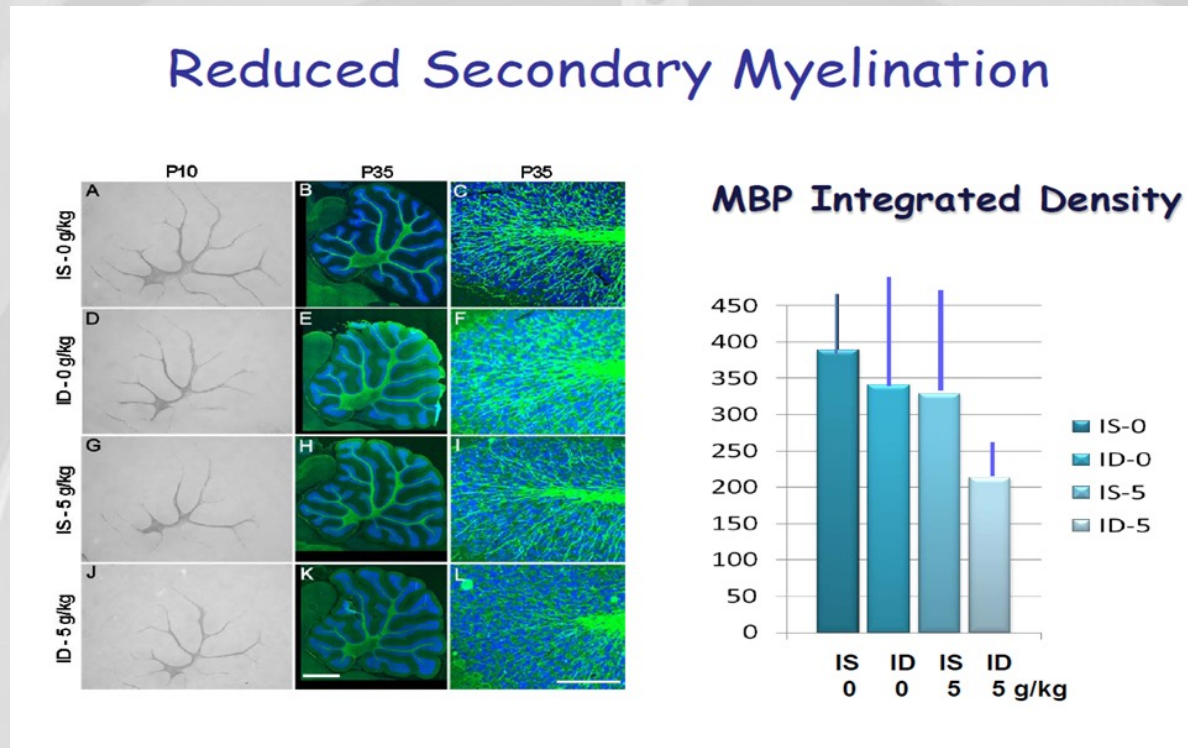 Reduced Secondary Myelination
P10 P35 P35
IS - 0 g/kg
A B C
ID - 0 g/kg
D E F
IS - 5 g/kg
G H I
ID - 5 g/kg
J K L
MBP Integrated Density
450
400
350
300
250
200
150
100
50
0
IS ID IS ID
0 0 5 5 g/kg
IS-0
ID-0
IS-5
ID-5